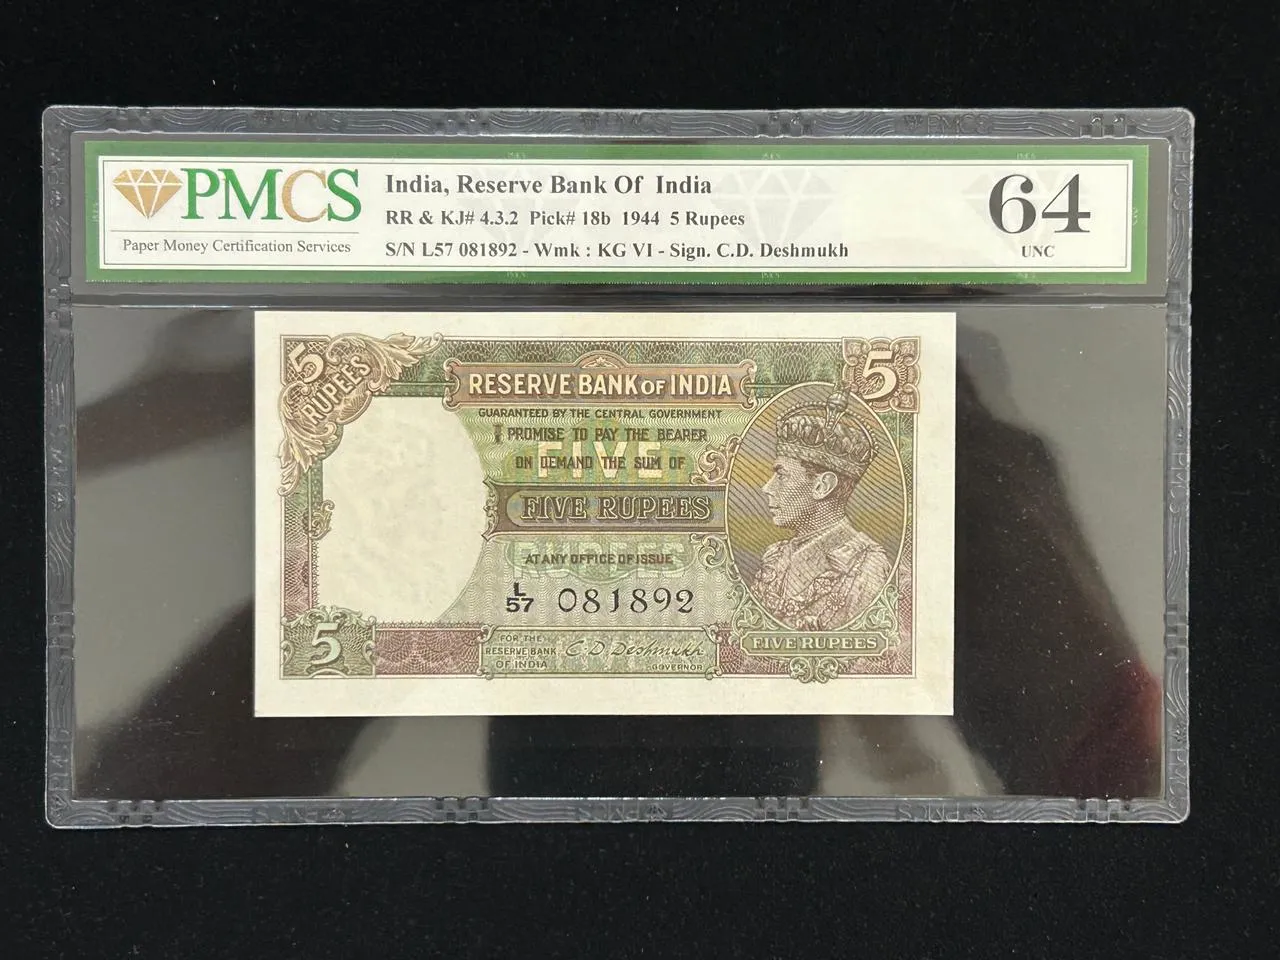 PMCS
Paper Money Certification Services
India, Reserve Bank Of India
RR & KJ# 4.3.2 Pick# 18b 1944 5 Rupees
S/N L57 081892 - Wmk : KG VI - Sign. C.D. Deshmukh
64
UNC
5
RUPEES
RESERVE BANK OF INDIA
5
GUARANTEED BY THE CENTRAL GOVERNMENT
I PROMISE TO PAY THE BEARER
ON DEMAND THE SUM OF
FIVE
FIVE RUPEES
RUPEES
AT ANY OFFICE OF ISSUE
L
57 081892
5
FOR THE
RESERVE BANK
OF INDIA
C. D. Deshmukh
GOVERNOR
FIVE RUPEES